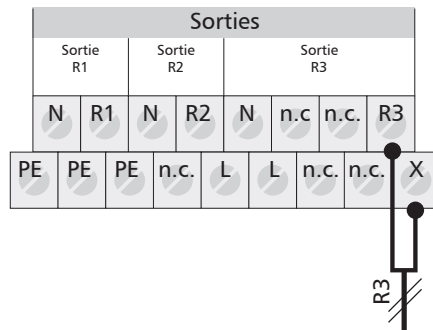 Sorties
Sortie Sortie Sortie
R1 R2 R3
N R1 N R2 N n.c n.c. R3
PE PE PE n.c. L L n.c. n.c. X
R3